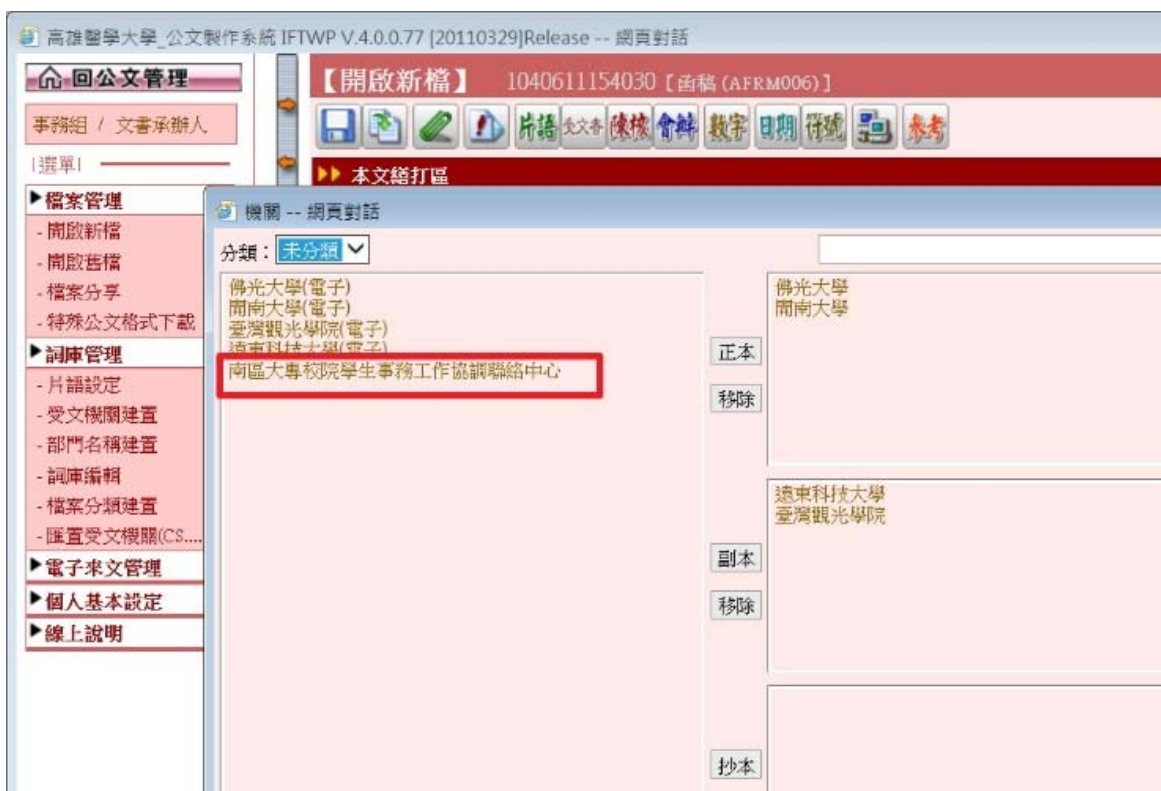 高雄醫學大學_公文製作系統 IFTWP V.4.0.0.77 [20110329]Release -- 網頁對話
回公文管理
事務組 / 文書承辦人
|選單|
檔案管理
- 開啟新檔
- 開啟舊檔
- 檔案分享
- 特殊公文格式下載
詞庫管理
- 片語設定
- 受文機關建置
- 部門名稱建置
- 詞庫編輯
- 檔案分類建置
- 匯置受文機關(CS....
電子來文管理
個人基本設定
線上說明
【開啟新檔】 1040611154030 [函稿 (AFRM006)]
片語 受文者 陳核 會辦 數字 日期 符號 參考
本文繕打區
機關 -- 網頁對話
分類：未分類
佛光大學(電子)
開南大學(電子)
臺灣觀光學院(電子)
遠東科技大學(電子)
南區大專校院學生事務工作協調聯絡中心
正本
移除
佛光大學
開南大學
副本
移除
遠東科技大學
臺灣觀光學院
抄本